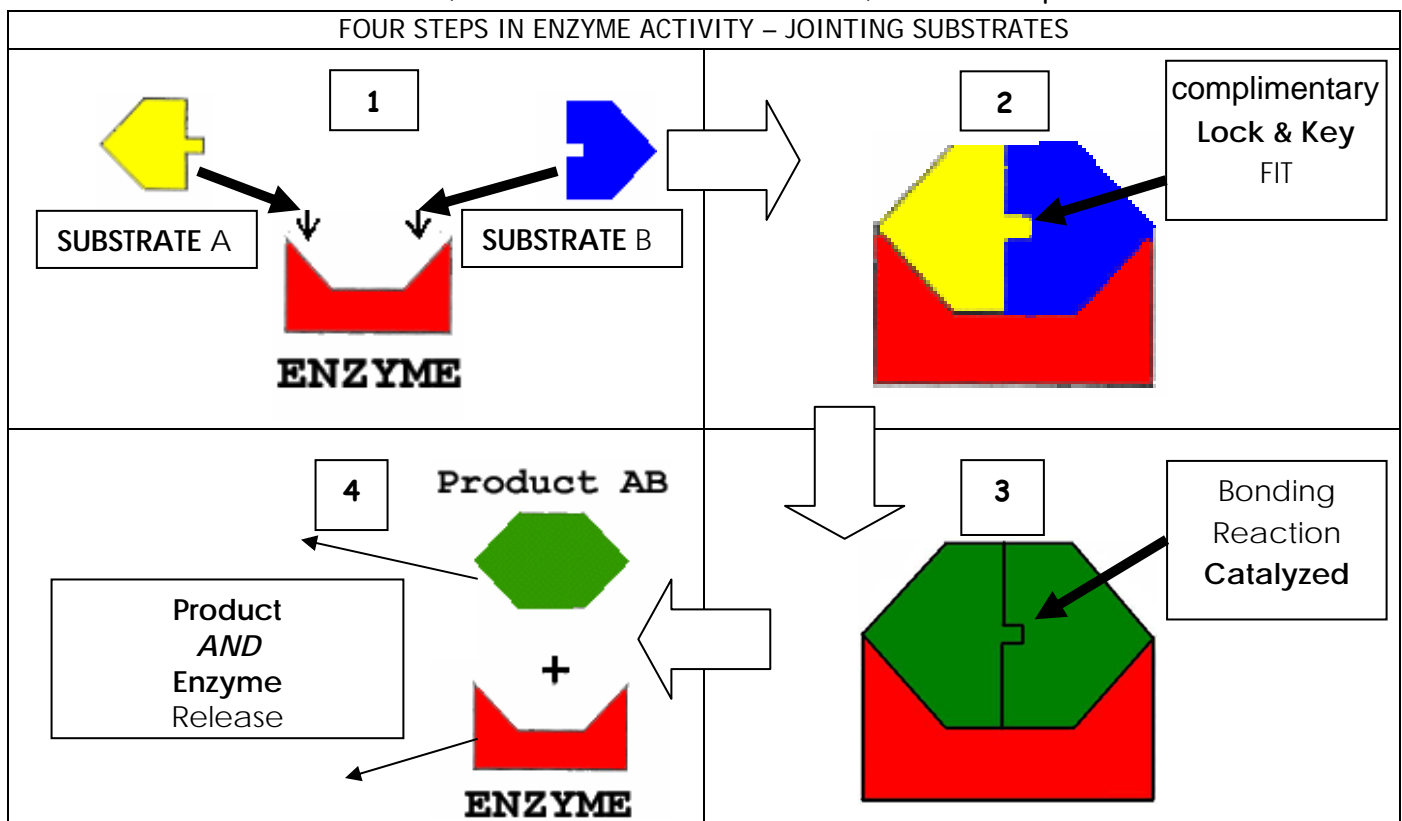 FOUR STEPS IN ENZYME ACTIVITY – JOINTING SUBSTRATES
1
SUBSTRATE A
SUBSTRATE B
ENZYME
2
complimentary
Lock & Key
FIT
3
Bonding
Reaction
Catalyzed
4
Product AB
+
ENZYME
Product
AND
Enzyme
Release